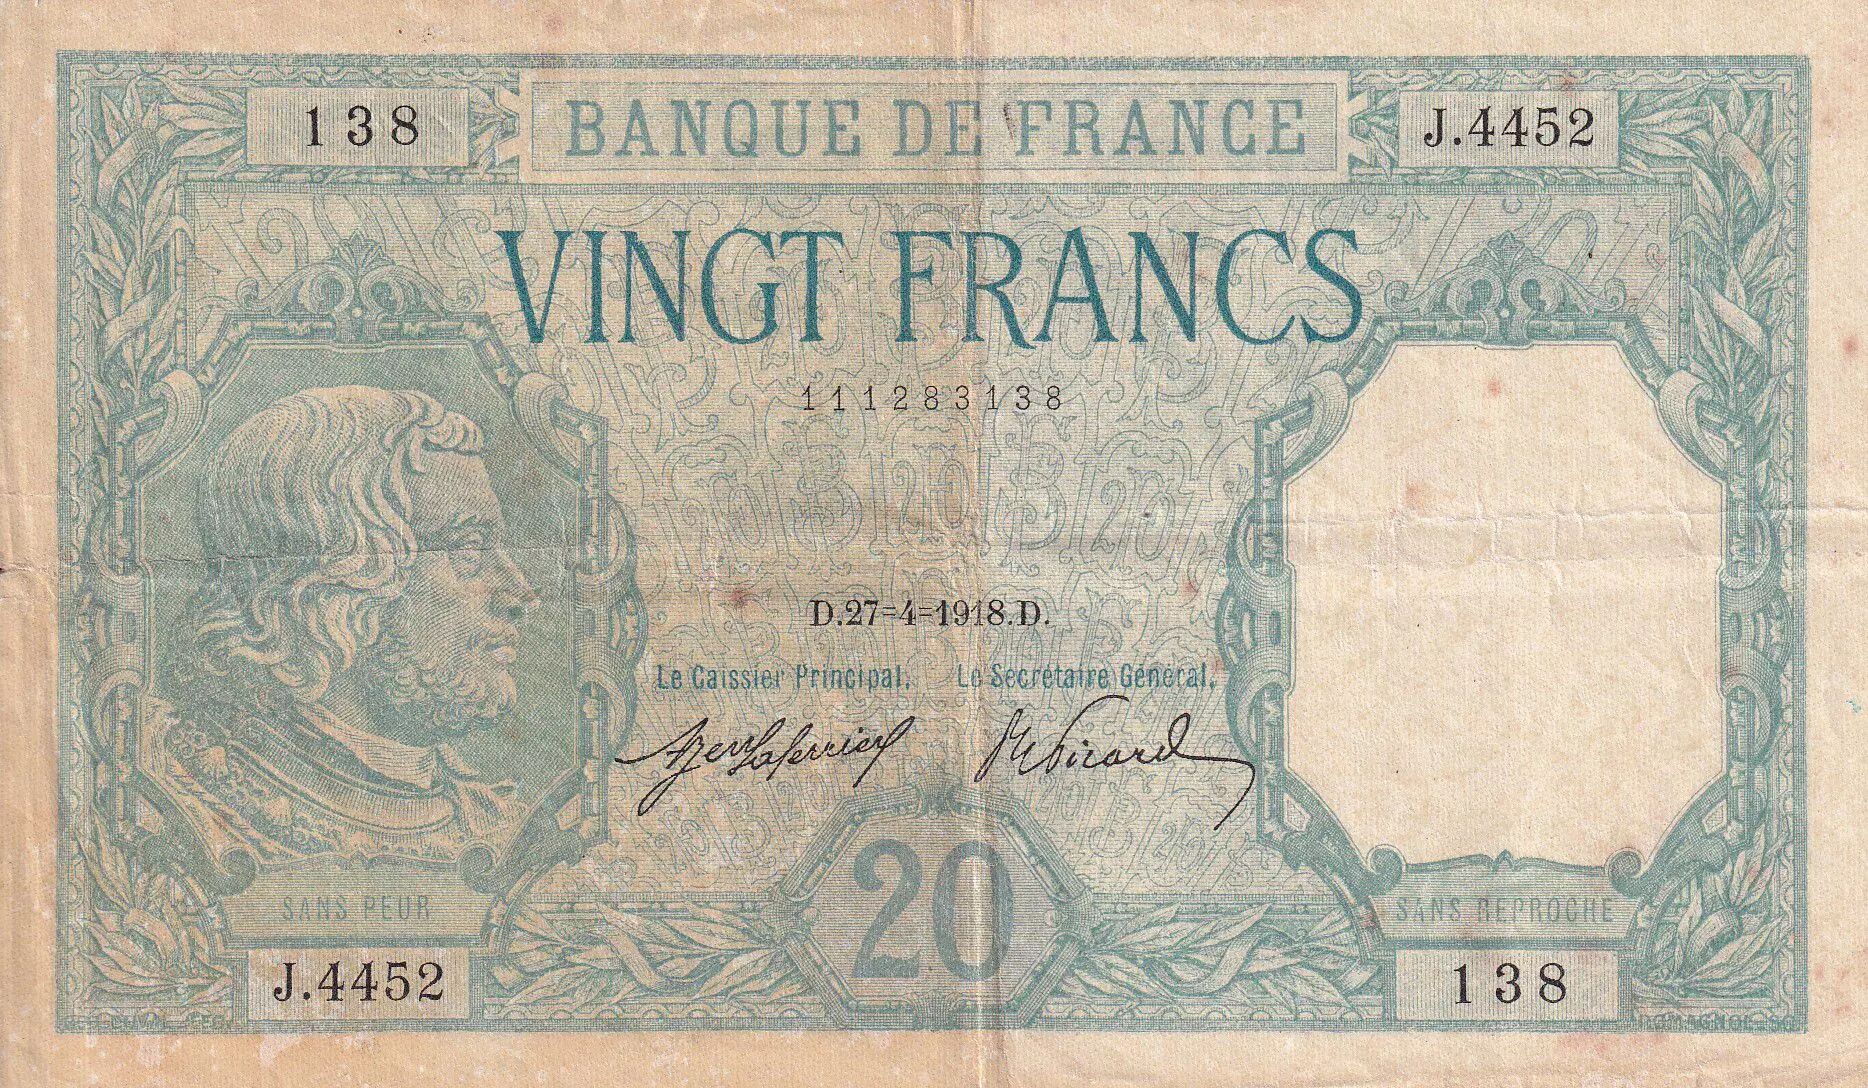 138
BANQUE DE FRANCE
J.4452
VINGT FRANCS
111283138
D.27=4=1918.D.
Le Caissier Principal,
Le Secrétaire Général,
SANS PEUR
20
SANS REPROCHE
J.4452
138